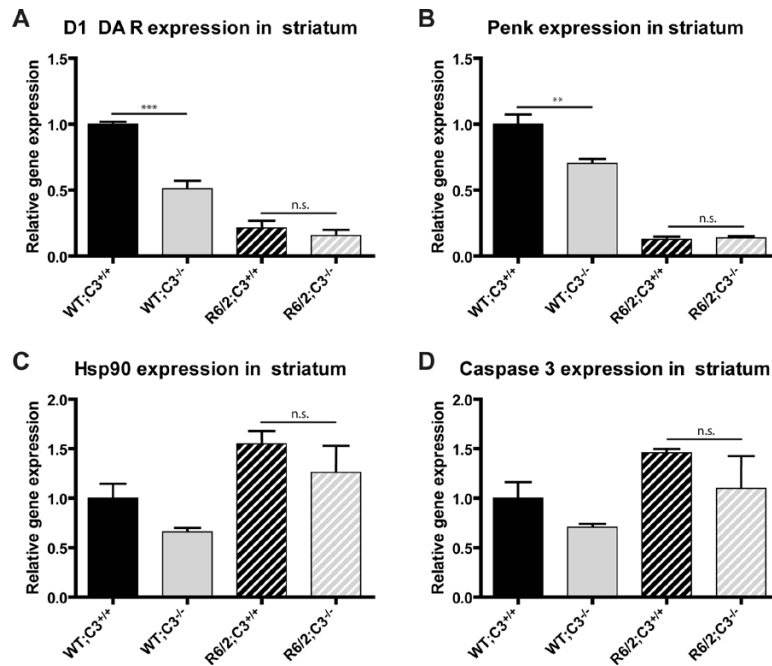 A
D1 DA R expression in striatum
Relative gene expression
1.5
1.0
0.5
0.0
***
n.s.
WT;C3+/+
WT;C3-/-
R6/2;C3+/+
R6/2;C3-/-
B
Penk expression in striatum
Relative gene expression
1.5
1.0
0.5
0.0
**
n.s.
WT;C3+/+
WT;C3-/-
R6/2;C3+/+
R6/2;C3-/-
C
Hsp90 expression in striatum
Relative gene expression
2.0
1.5
1.0
0.5
0.0
n.s.
WT;C3+/+
WT;C3-/-
R6/2;C3+/+
R6/2;C3-/-
D
Caspase 3 expression in striatum
Relative gene expression
2.0
1.5
1.0
0.5
0.0
n.s.
WT;C3+/+
WT;C3-/-
R6/2;C3+/+
R6/2;C3-/-